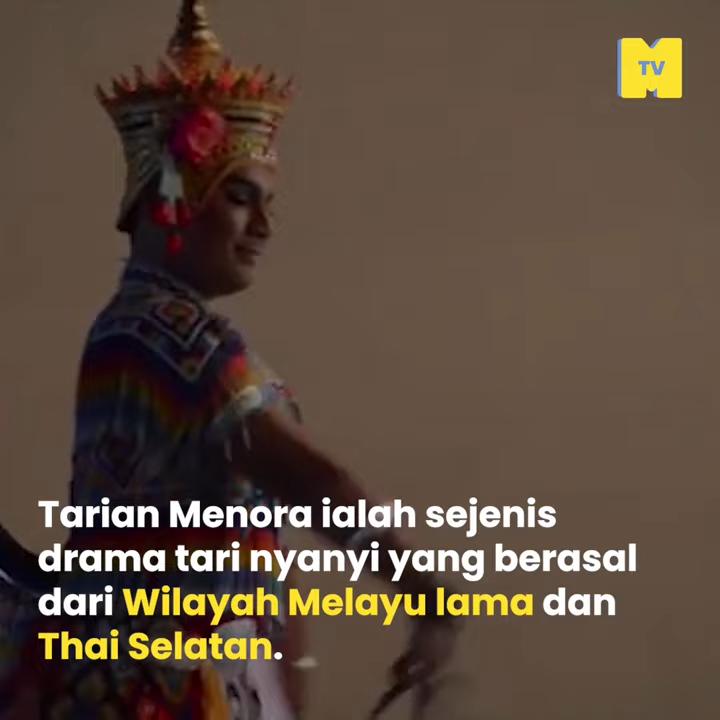 TV
Tarian Menora ialah sejenis
drama tari nyanyi yang berasal
dari Wilayah Melayu lama dan
Thai Selatan.